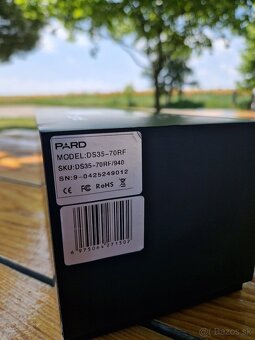 PARD
MODEL:DS35-70RF
SKU:DS35-70RF/940
SN:9-0425249012
CE FC RoHS
Bazos.sk